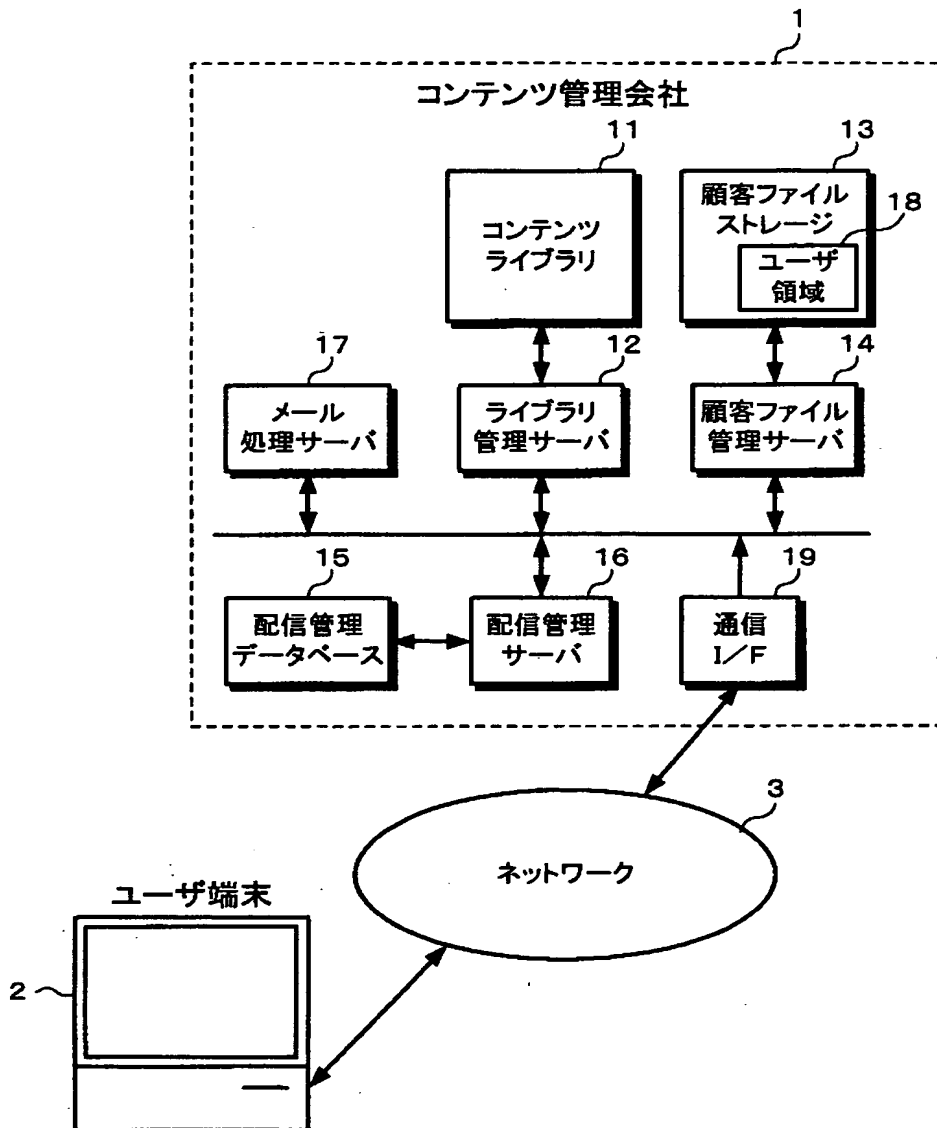 1
コンテンツ管理会社
11
13
コンテンツ
ライブラリ
顧客ファイル
ストレージ
18
ユーザ
領域
17
12
14
メール
処理サーバ
ライブラリ
管理サーバ
顧客ファイル
管理サーバ
15
16
19
配信管理
データベース
配信管理
サーバ
通信
I／F
3
ネットワーク
ユーザ端末
2